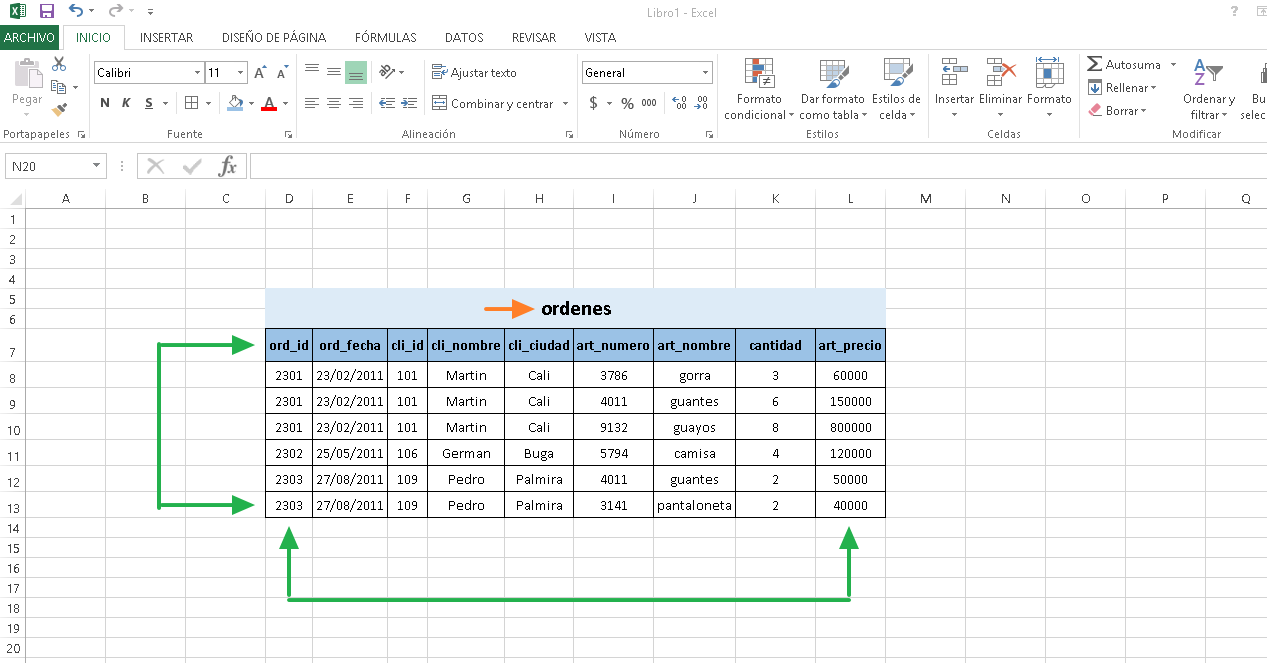 Libro1 - Excel ?
ARCHIVO INICIO INSERTAR DISEÑO DE PÁGINA FÓRMULAS DATOS REVISAR VISTA
Pegar
Calibri 11
Ajustar texto
General
N K S
Combinar y centrar
$ % 000
Formato condicional
Dar formato como tabla
Estilos de celda
Insertar Eliminar Formato
Autosuma
Rellenar
Borrar
Ordenar y filtrar
Portapapeles Fuente Alineación Número Estilos Celdas Modificar
N20 fx
A B C D E F G H I J K L M N O P Q
1
2
3
4
5 ordenes
6
7 ord_id ord_fecha cli_id cli_nombre cli_ciudad art_numero art_nombre cantidad art_precio
8 2301 23/02/2011 101 Martin Cali 3786 gorra 3 60000
9 2301 23/02/2011 101 Martin Cali 4011 guantes 6 150000
10 2301 23/02/2011 101 Martin Cali 9132 guayos 8 800000
11 2302 25/05/2011 106 German Buga 5794 camisa 4 120000
12 2303 27/08/2011 109 Pedro Palmira 4011 guantes 2 50000
13 2303 27/08/2011 109 Pedro Palmira 3141 pantaloneta 2 40000
14
15
16
17
18
19
20